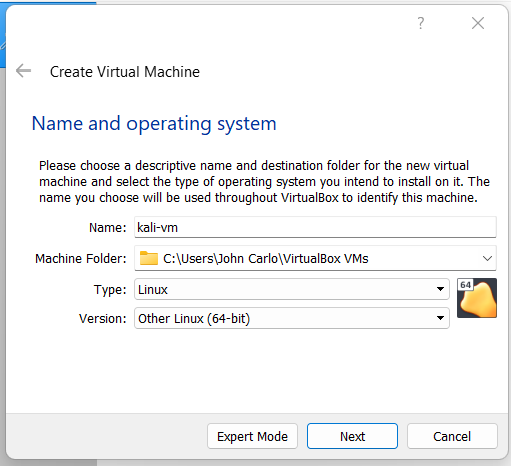 ?
Create Virtual Machine
Name and operating system
Please choose a descriptive name and destination folder for the new virtual
machine and select the type of operating system you intend to install on it. The
name you choose will be used throughout VirtualBox to identify this machine.
Name: kali-vm
Machine Folder: C:\Users\John Carlo\VirtualBox VMs
Type: Linux
64
Version: Other Linux (64-bit)
Expert Mode Next Cancel